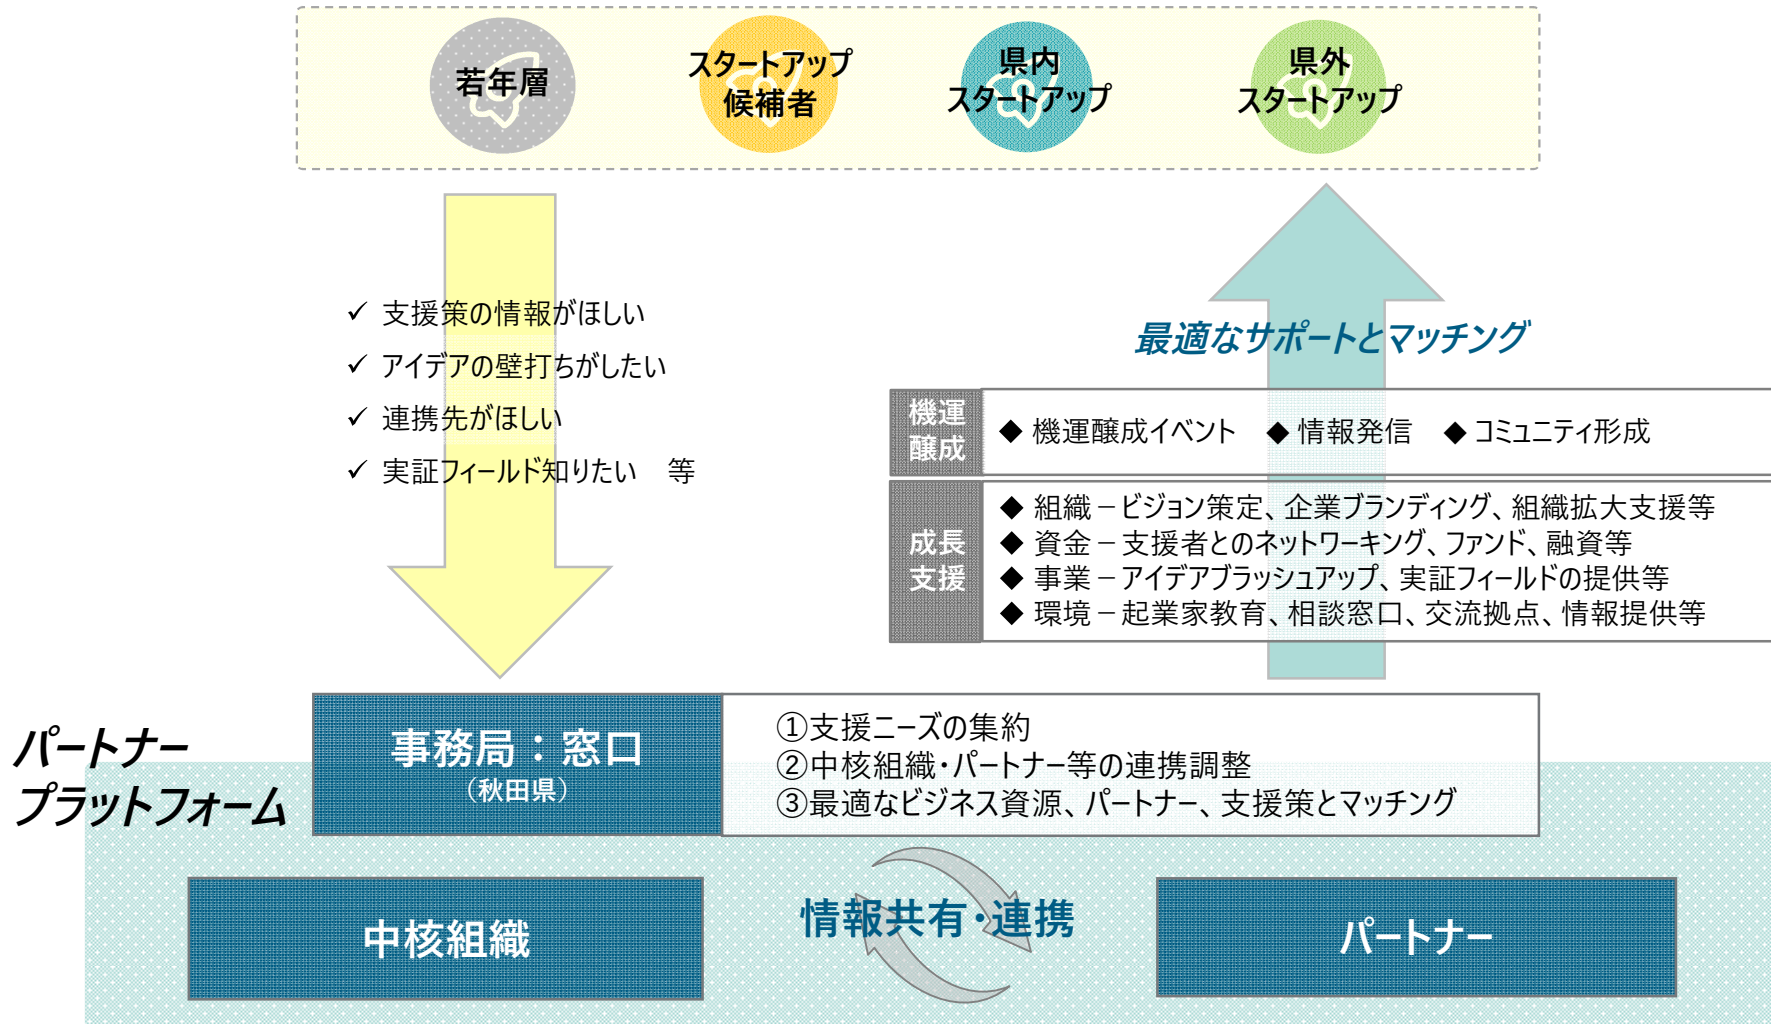 若年層
スタートアップ
候補者
県内
スタートアップ
県外
スタートアップ
✓ 支援策の情報がほしい
✓ アイデアの壁打ちがしたい
✓ 連携先がほしい
✓ 実証フィールド知りたい　等
最適なサポートとマッチング
機運
醸成
◆ 機運醸成イベント　◆ 情報発信　◆ コミュニティ形成
成長
支援
◆ 組織－ビジョン策定、企業ブランディング、組織拡大支援等
◆ 資金－支援者とのネットワーキング、ファンド、融資等
◆ 事業－アイデアブラッシュアップ、実証フィールドの提供等
◆ 環境－起業家教育、相談窓口、交流拠点、情報提供等
パートナー
プラットフォーム
事務局：窓口
（秋田県）
①支援ニーズの集約
②中核組織・パートナー等の連携調整
③最適なビジネス資源、パートナー、支援策とマッチング
中核組織
情報共有・連携
パートナー